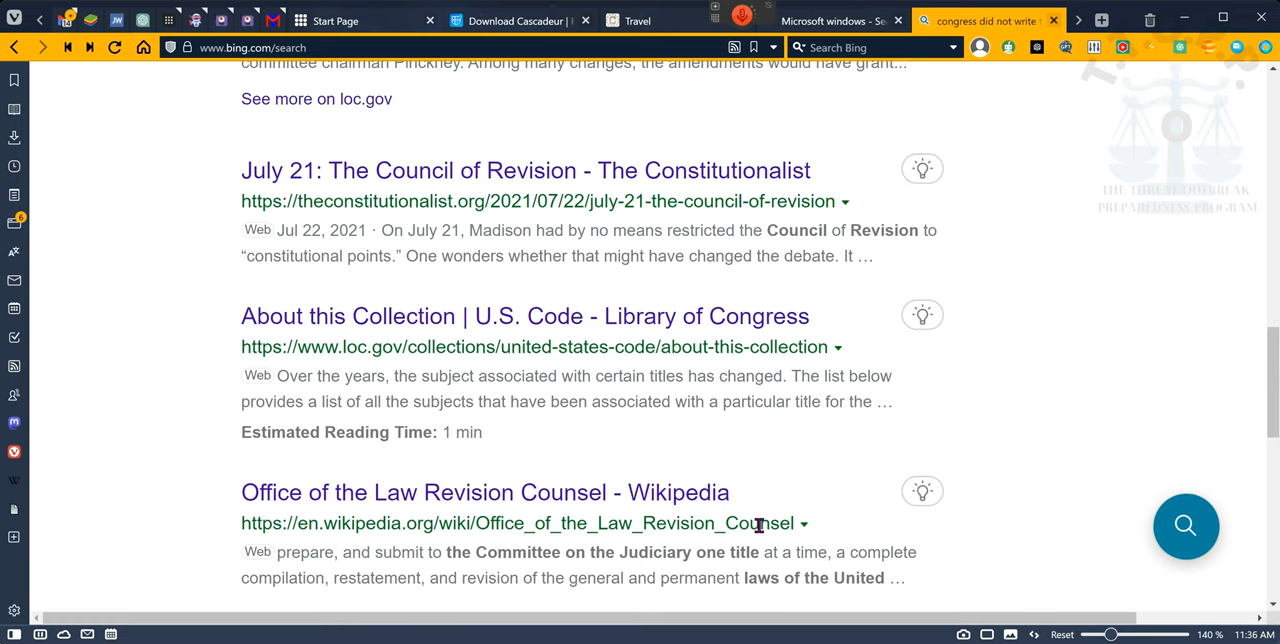 Start Page
Download Cascadeur |
Travel
Microsoft windows - Se
congress did not write
www.bing.com/search
Search Bing
committee chairman Pinckney. Among many changes, the amendments would have grant...
See more on loc.gov
July 21: The Council of Revision - The Constitutionalist
https://theconstitutionalist.org/2021/07/22/july-21-the-council-of-revision
Web Jul 22, 2021 · On July 21, Madison had by no means restricted the Council of Revision to
“constitutional points.” One wonders whether that might have changed the debate. It …
About this Collection | U.S. Code - Library of Congress
https://www.loc.gov/collections/united-states-code/about-this-collection
Web Over the years, the subject associated with certain titles has changed. The list below
provides a list of all the subjects that have been associated with a particular title for the …
Estimated Reading Time: 1 min
Office of the Law Revision Counsel - Wikipedia
https://en.wikipedia.org/wiki/Office_of_the_Law_Revision_Counsel
Web prepare, and submit to the Committee on the Judiciary one title at a time, a complete
compilation, restatement, and revision of the general and permanent laws of the United …
THE THREAT OUTBREAK
PREPAREDNESS PROGRAM
Reset
140 %
11:36 AM